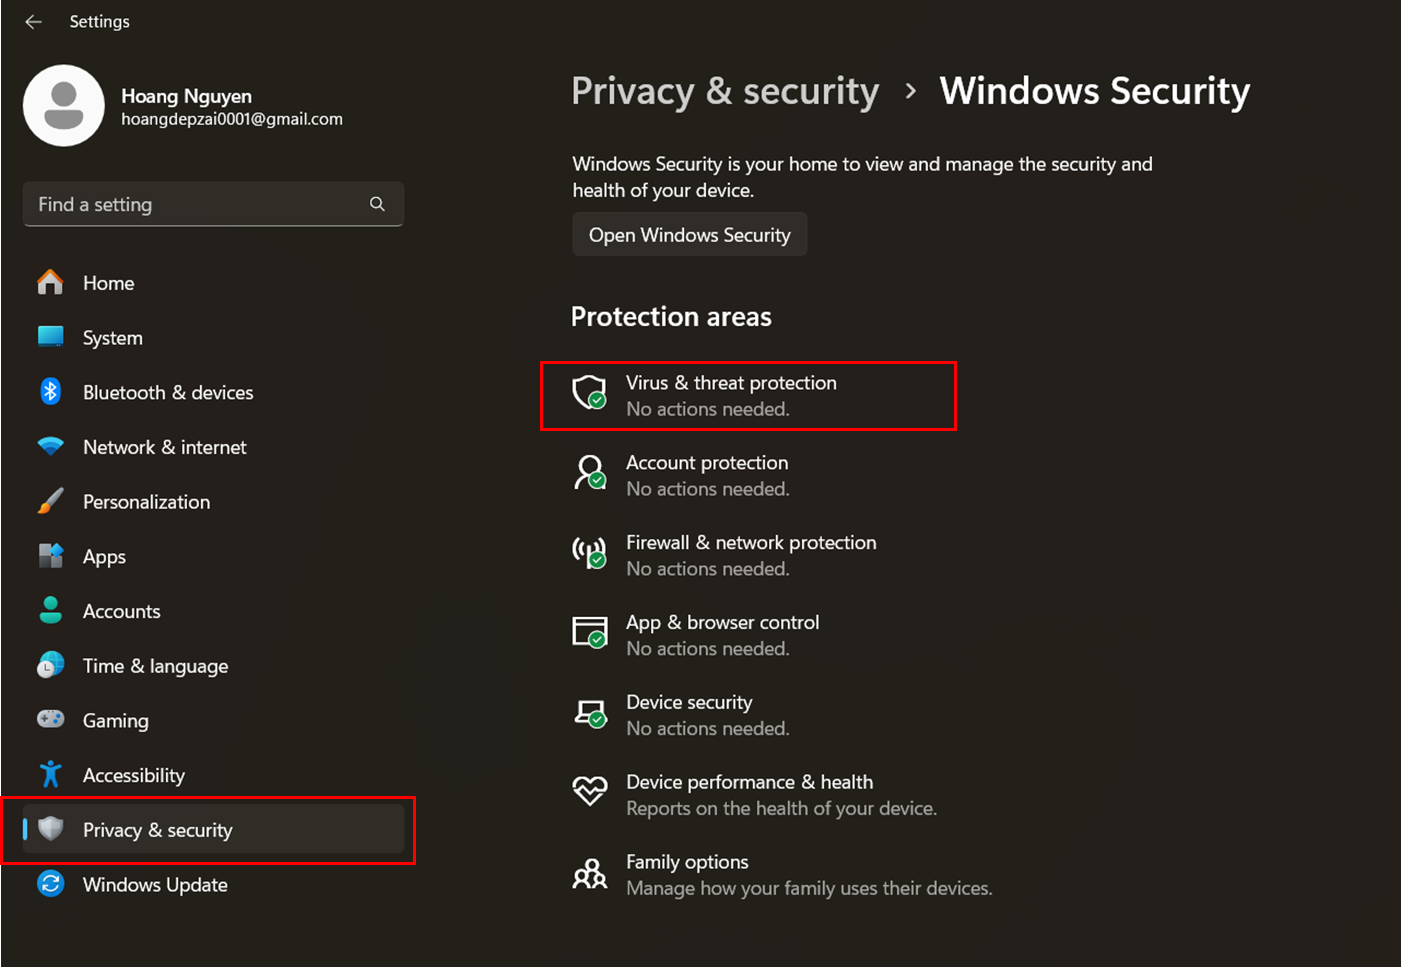 Settings
Hoang Nguyen
hoangdepzai0001@gmail.com
Find a setting
Home
System
Bluetooth & devices
Network & internet
Personalization
Apps
Accounts
Time & language
Gaming
Accessibility
Privacy & security
Windows Update
Privacy & security > Windows Security
Windows Security is your home to view and manage the security and
health of your device.
Open Windows Security
Protection areas
Virus & threat protection
No actions needed.
Account protection
No actions needed.
Firewall & network protection
No actions needed.
App & browser control
No actions needed.
Device security
No actions needed.
Device performance & health
Reports on the health of your device.
Family options
Manage how your family uses their devices.